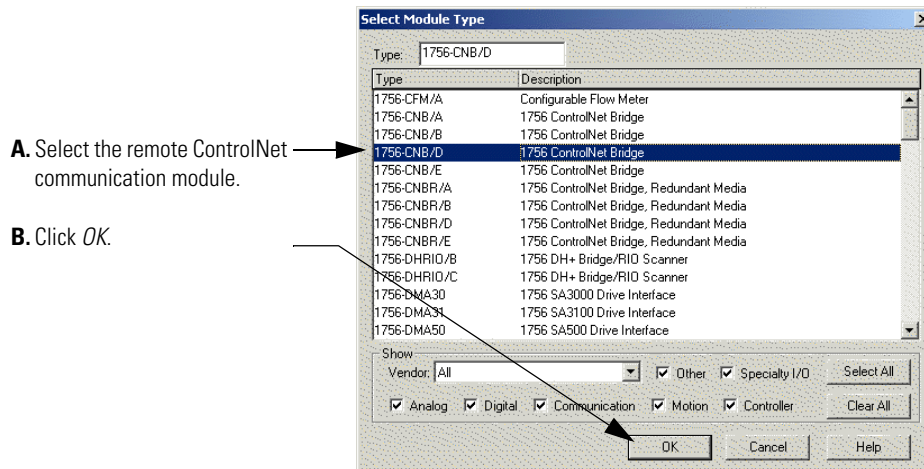 Select Module Type
Type: 1756-CNB/D
Type Description
1756-CFM/A Configurable Flow Meter
1756-CNB/A 1756 ControlNet Bridge
1756-CNB/B 1756 ControlNet Bridge
1756-CNB/D 1756 ControlNet Bridge
1756-CNB/E 1756 ControlNet Bridge
1756-CNBR/A 1756 ControlNet Bridge, Redundant Media
1756-CNBR/B 1756 ControlNet Bridge, Redundant Media
1756-CNBR/D 1756 ControlNet Bridge, Redundant Media
1756-CNBR/E 1756 ControlNet Bridge, Redundant Media
1756-DHRIO/B 1756 DH+ Bridge/RIO Scanner
1756-DHRIO/C 1756 DH+ Bridge/RIO Scanner
1756-DMA30 1756 SA3000 Drive Interface
1756-DMA31 1756 SA3100 Drive Interface
1756-DMA50 1756 SA500 Drive Interface
Show
Vendor: All Other Specialty I/O Select All
Analog Digital Communication Motion Controller Clear All
OK Cancel Help
A. Select the remote ControlNet
communication module.
B. Click OK.